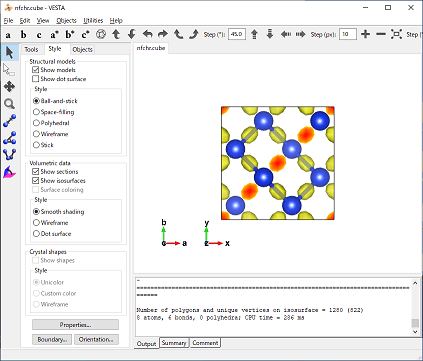 nfchr.cube - VESTA
File Edit View Objects Utilities Help
a b c a* b* c* Step (°): 45.0 Step (px): 10 Step
Tools Style Objects
nfchr.cube
Structural models
Show models
Show dot surface
Style
Ball-and-stick
Space-filling
Polyhedral
Wireframe
Stick
Volumetric data
Show sections
Show isosurfaces
Surface coloring
Style
Smooth shading
Wireframe
Dot surface
Crystal shapes
Show shapes
Style
Unicolor
Custom color
Wireframe
Properties...
Boundary... Orientation...
b
c a
y
z x
Number of polygons and unique vertices on isosurface = 1280 (822)
8 atoms, 6 bonds, 0 polyhedra; CPU time = 286 ms
Output Summary Comment